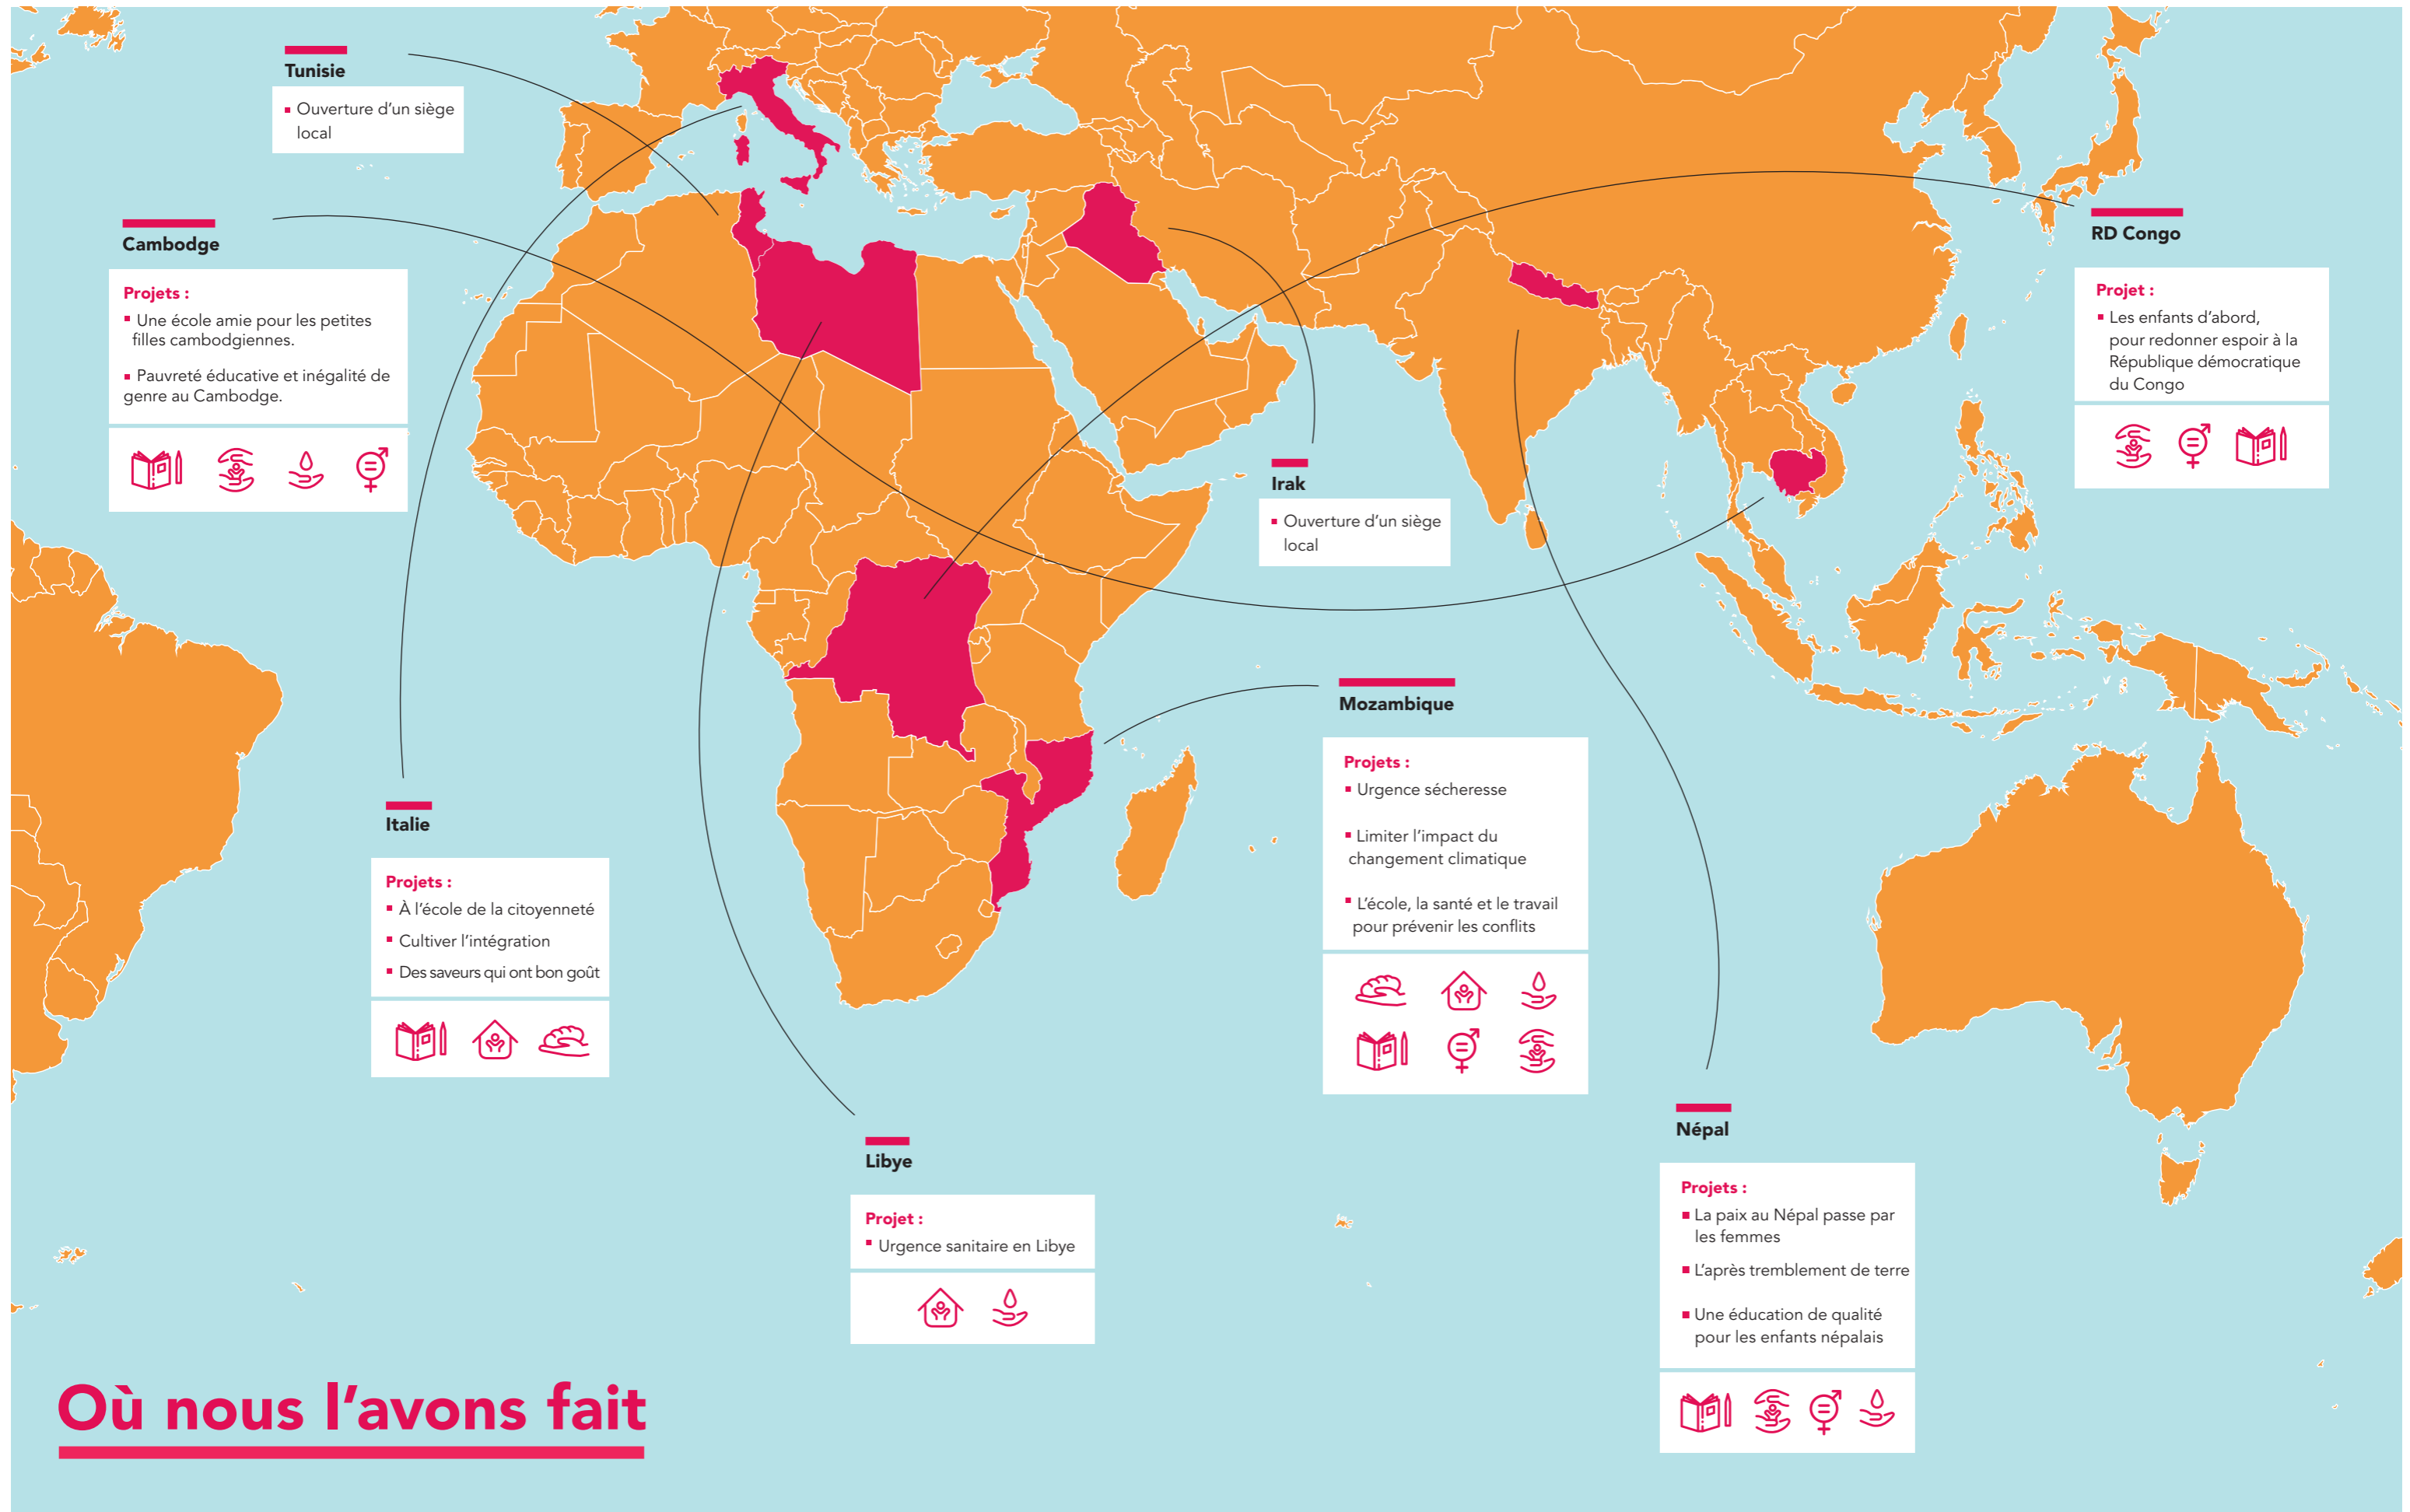 Tunisie
▪ Ouverture d'un siège
local
Cambodge
Projets :
▪ Une école amie pour les petites
filles cambodgiennes.
▪ Pauvreté éducative et inégalité de
genre au Cambodge.
RD Congo
Projet :
▪ Les enfants d'abord,
pour redonner espoir à la
République démocratique
du Congo
Irak
▪ Ouverture d'un siège
local
Mozambique
Projets :
▪ Urgence sécheresse
▪ Limiter l'impact du
changement climatique
▪ L'école, la santé et le travail
pour prévenir les conflits
Italie
Projets :
▪ À l'école de la citoyenneté
▪ Cultiver l'intégration
▪ Des saveurs qui ont bon goût
Libye
Projet :
▪ Urgence sanitaire en Libye
Népal
Projets :
▪ La paix au Népal passe par
les femmes
▪ L'après tremblement de terre
▪ Une éducation de qualité
pour les enfants népalais
Où nous l'avons fait